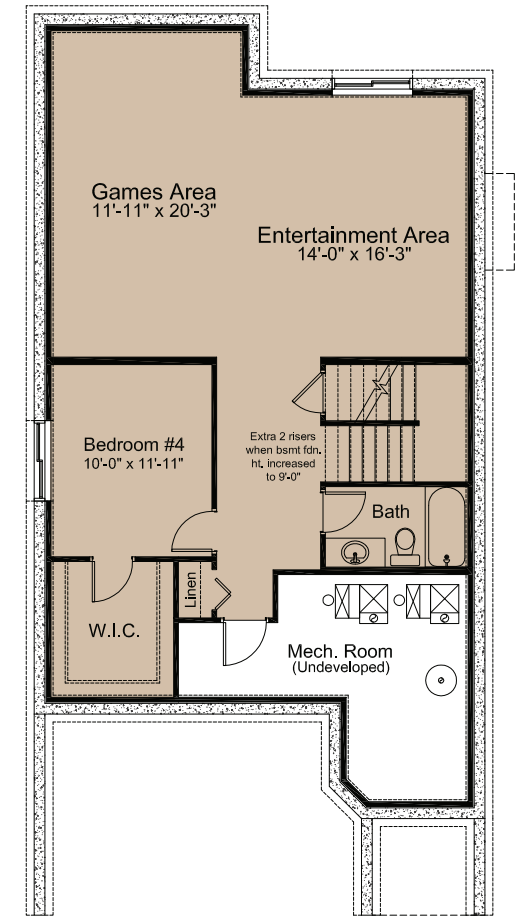 Games Area
11'-11" x 20'-3"
Entertainment Area
14'-0" x 16'-3"
Bedroom #4
10'-0" x 11'-11"
Extra 2 risers
when bsmt fdn.
ht. increased
to 9'-0"
Bath
Linen
W.I.C.
Mech. Room
(Undeveloped)